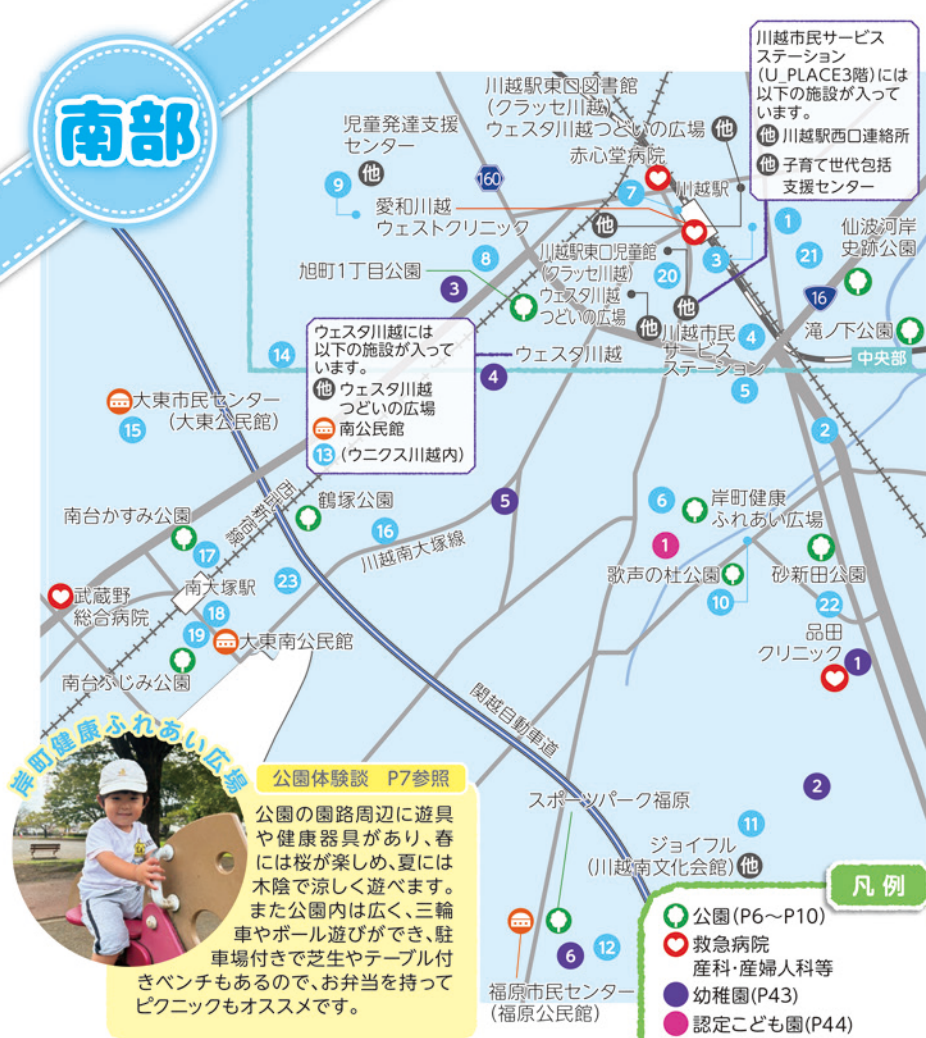 南部
川越市民サービス
ステーション
(U_PLACE3階)には
以下の施設が入って
います。
他 川越駅西口連絡所
他 子育て世代包括
支援センター
川越駅東口図書館
(クラッセ川越)
ウェスタ川越つどいの広場 他
児童発達支援
センター 他
赤心堂病院
160
9
7
川越駅
愛和川越
ウェストクリニック
他
1
仙波河岸
史跡公園
21
川越駅東口児童館
(クラッセ川越)
3
8
20
旭町1丁目公園
3
ウェスタ川越
つどいの広場
他
他
16
川越市民
サービス
ステーション
4
滝ノ下公園
中央部
ウェスタ川越には
以下の施設が入って
います。
他 ウェスタ川越
つどいの広場
南公民館
13 (ウニクス川越内)
ウェスタ川越
14
4
5
大東市民センター
(大東公民館)
15
2
西武新宿線
鶴塚公園
5
6
岸町健康
ふれあい広場
南台かすみ公園
16
川越南大塚線
17
1
歌声の杜公園
砂新田公園
南大塚駅
23
武蔵野
総合病院
18
10
22
19
大東南公民館
品田
クリニック
1
南台ふじみ公園
関越自動車道
岸町健康ふれあい広場
公園体験談 P7参照
公園の園路周辺に遊具
や健康器具があり、春
には桜が楽しめ、夏には
木陰で涼しく遊べます。
また公園内は広く、三輪
車やボール遊びができ、駐
車場付きで芝生やテーブル付
きベンチもあるので、お弁当を持って
ピクニックもオススメです。
スポーツパーク福原
2
11
ジョイフル
(川越南文化会館) 他
6
12
福原市民センター
(福原公民館)
凡例
公園(P6〜P10)
救急病院
産科・産婦人科等
幼稚園(P43)
認定こども園(P44)